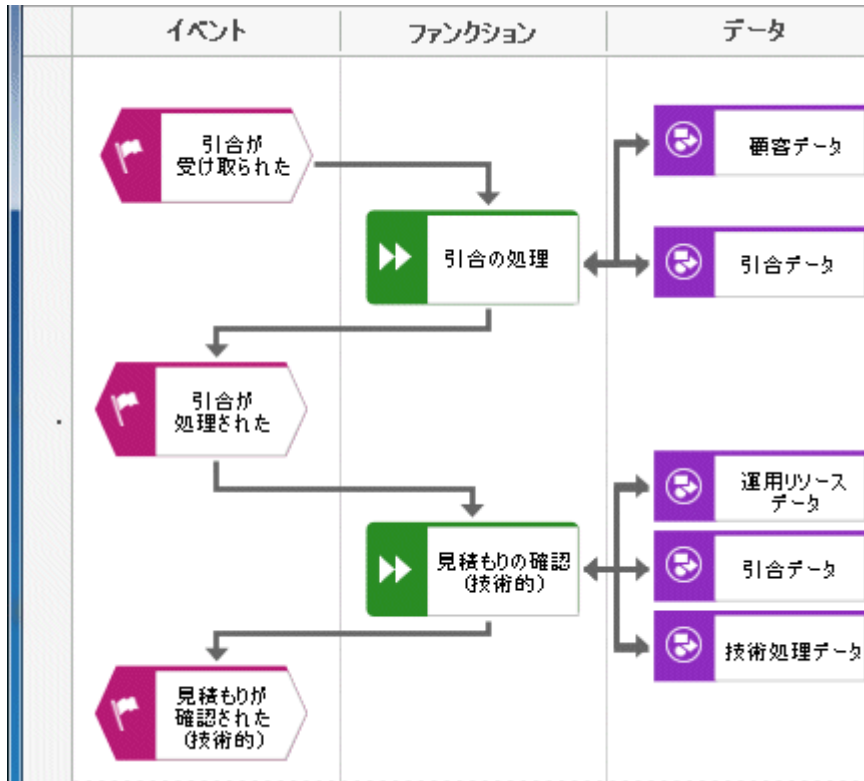 イベント
ファンクション
データ
引合が
受け取られた
顧客データ
引合の処理
引合データ
引合が
処理された
運用リソース
データ
見積もりの確認
(技術的)
引合データ
技術処理データ
見積もりが
確認された
(技術的)